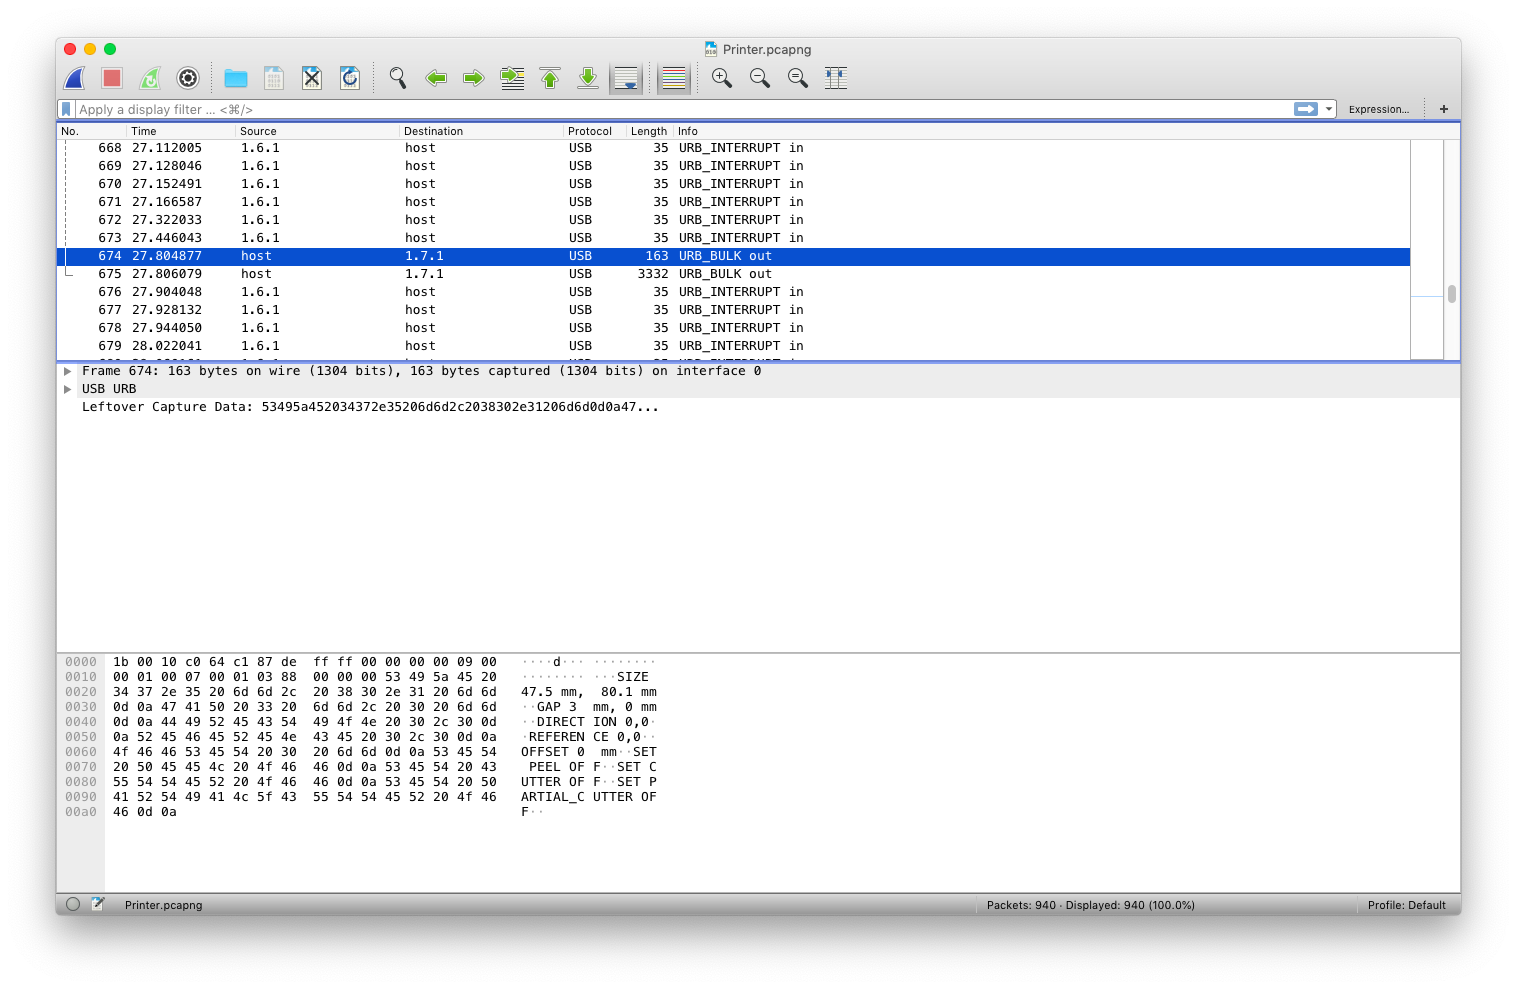 Printer.pcapng
Apply a display filter ... <⌘/>
Expression...
+
No. Time Source Destination Protocol Length Info
668 27.112005 1.6.1 host USB 35 URB_INTERRUPT in
669 27.128046 1.6.1 host USB 35 URB_INTERRUPT in
670 27.152491 1.6.1 host USB 35 URB_INTERRUPT in
671 27.166587 1.6.1 host USB 35 URB_INTERRUPT in
672 27.322033 1.6.1 host USB 35 URB_INTERRUPT in
673 27.446043 1.6.1 host USB 35 URB_INTERRUPT in
674 27.804877 host 1.7.1 USB 163 URB_BULK out
675 27.806079 host 1.7.1 USB 3332 URB_BULK out
676 27.904048 1.6.1 host USB 35 URB_INTERRUPT in
677 27.928132 1.6.1 host USB 35 URB_INTERRUPT in
678 27.944050 1.6.1 host USB 35 URB_INTERRUPT in
679 28.022041 1.6.1 host USB 35 URB_INTERRUPT in
Frame 674: 163 bytes on wire (1304 bits), 163 bytes captured (1304 bits) on interface 0
USB URB
Leftover Capture Data: 53495a452034372e35206d6d2c2038302e31206d6d0d0a47...
0000 1b 00 10 c0 64 c1 87 de ff ff 00 00 00 00 09 00 ····d··· ········
0010 00 01 00 07 00 01 03 88 00 00 00 53 49 5a 45 20 ········ ···SIZE
0020 34 37 2e 35 20 6d 6d 2c 20 38 30 2e 31 20 6d 6d 47.5 mm, 80.1 mm
0030 0d 0a 47 41 50 20 33 20 6d 6d 2c 20 30 20 6d 6d ··GAP 3 mm, 0 mm
0040 0d 0a 44 49 52 45 43 54 49 4f 4e 20 30 2c 30 0d ··DIRECT ION 0,0·
0050 0a 52 45 46 45 52 45 4e 43 45 20 30 2c 30 0d 0a ·REFEREN CE 0,0··
0060 4f 46 46 53 45 54 20 30 20 6d 6d 0d 0a 53 45 54 OFFSET 0 mm··SET
0070 20 50 45 45 4c 20 4f 46 46 0d 0a 53 45 54 20 43 PEEL OF F··SET C
0080 55 54 54 45 52 20 4f 46 46 0d 0a 53 45 54 20 50 UTTER OF F··SET P
0090 41 52 54 49 41 4c 5f 43 55 54 54 45 52 20 4f 46 ARTIAL_C UTTER OF
00a0 46 0d 0a F··
Printer.pcapng
Packets: 940 · Displayed: 940 (100.0%)
Profile: Default